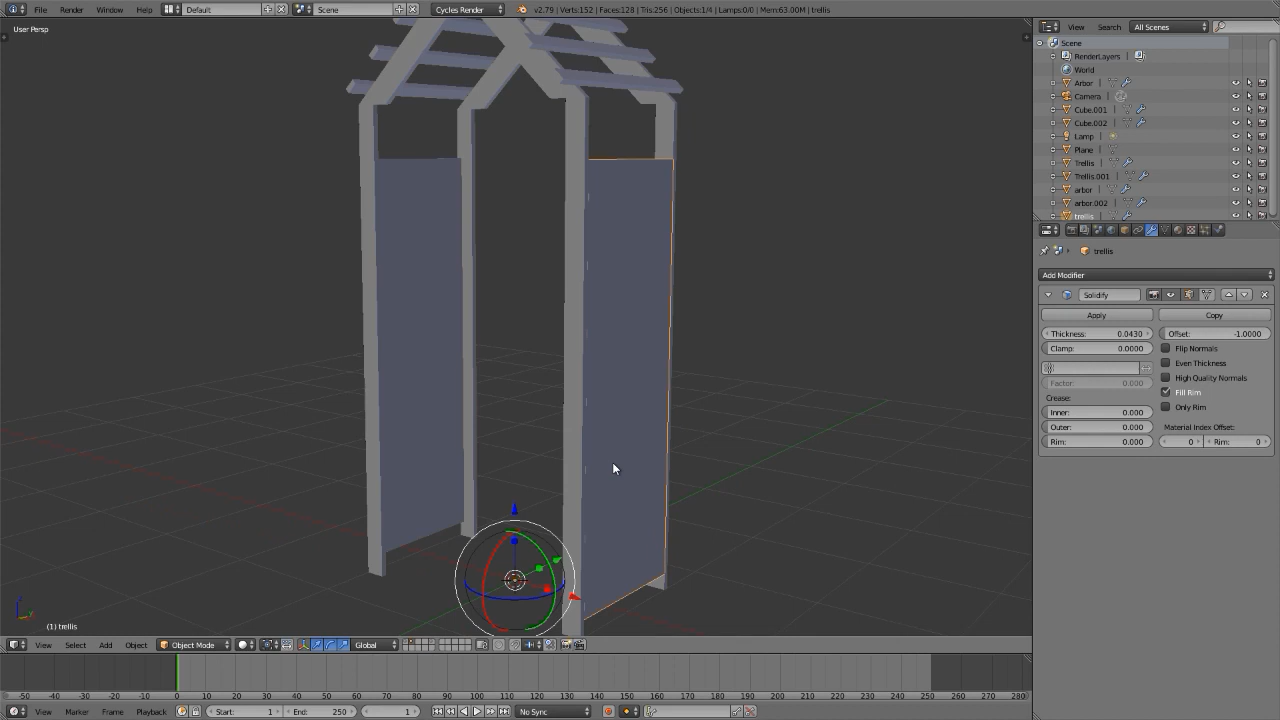 File Render Window Help Default Scene Cycles Render v2.79 | Verts:152 | Faces:128 | Tris:256 | Objects:1/4 | Lamps:0/0 | Mem:63.00M | trellis
User Persp
View Search All Scenes
Scene
RenderLayers
World
Arbor
Camera
Cube.001
Cube.002
Lamp
Plane
Trellis
Trellis.001
arbor
arbor.002
trellis
trellis
Add Modifier
Solidify
Apply Copy
Thickness: 0.0430 Offset: -1.0000
Clamp: 0.0000 Flip Normals
Even Thickness
Factor: 0.000 High Quality Normals
Crease: Fill Rim
Inner: 0.000 Only Rim
Outer: 0.000 Material Index Offset:
Rim: 0.000 0 Rim: 0
(1) trellis
View Select Add Object Object Mode Global
-50 -40 -30 -20 -10 0 10 20 30 40 50 60 70 80 90 100 110 120 130 140 150 160 170 180 190 200 210 220 230 240 250 260 270 280
View Marker Frame Playback Start: 1 End: 250 1 No Sync